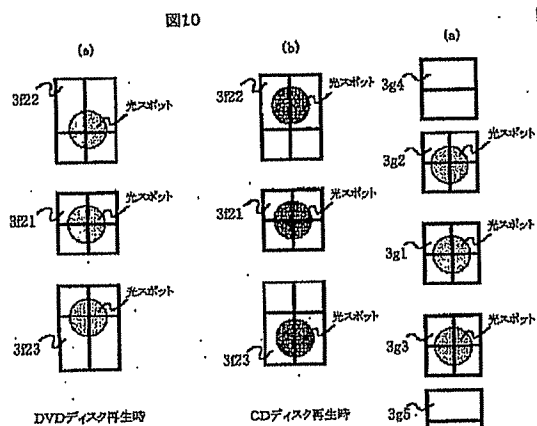 図10
(a)
3f22
光スポット
3f21
光スポット
光スポット
3f23
DVDディスク再生時
(b)
3f22
光スポット
3f21
光スポット
光スポット
3f23
CDディスク再生時
(a)
3g4
3g2
光スポット
3g1
光スポット
3g3
光スポット
3g5